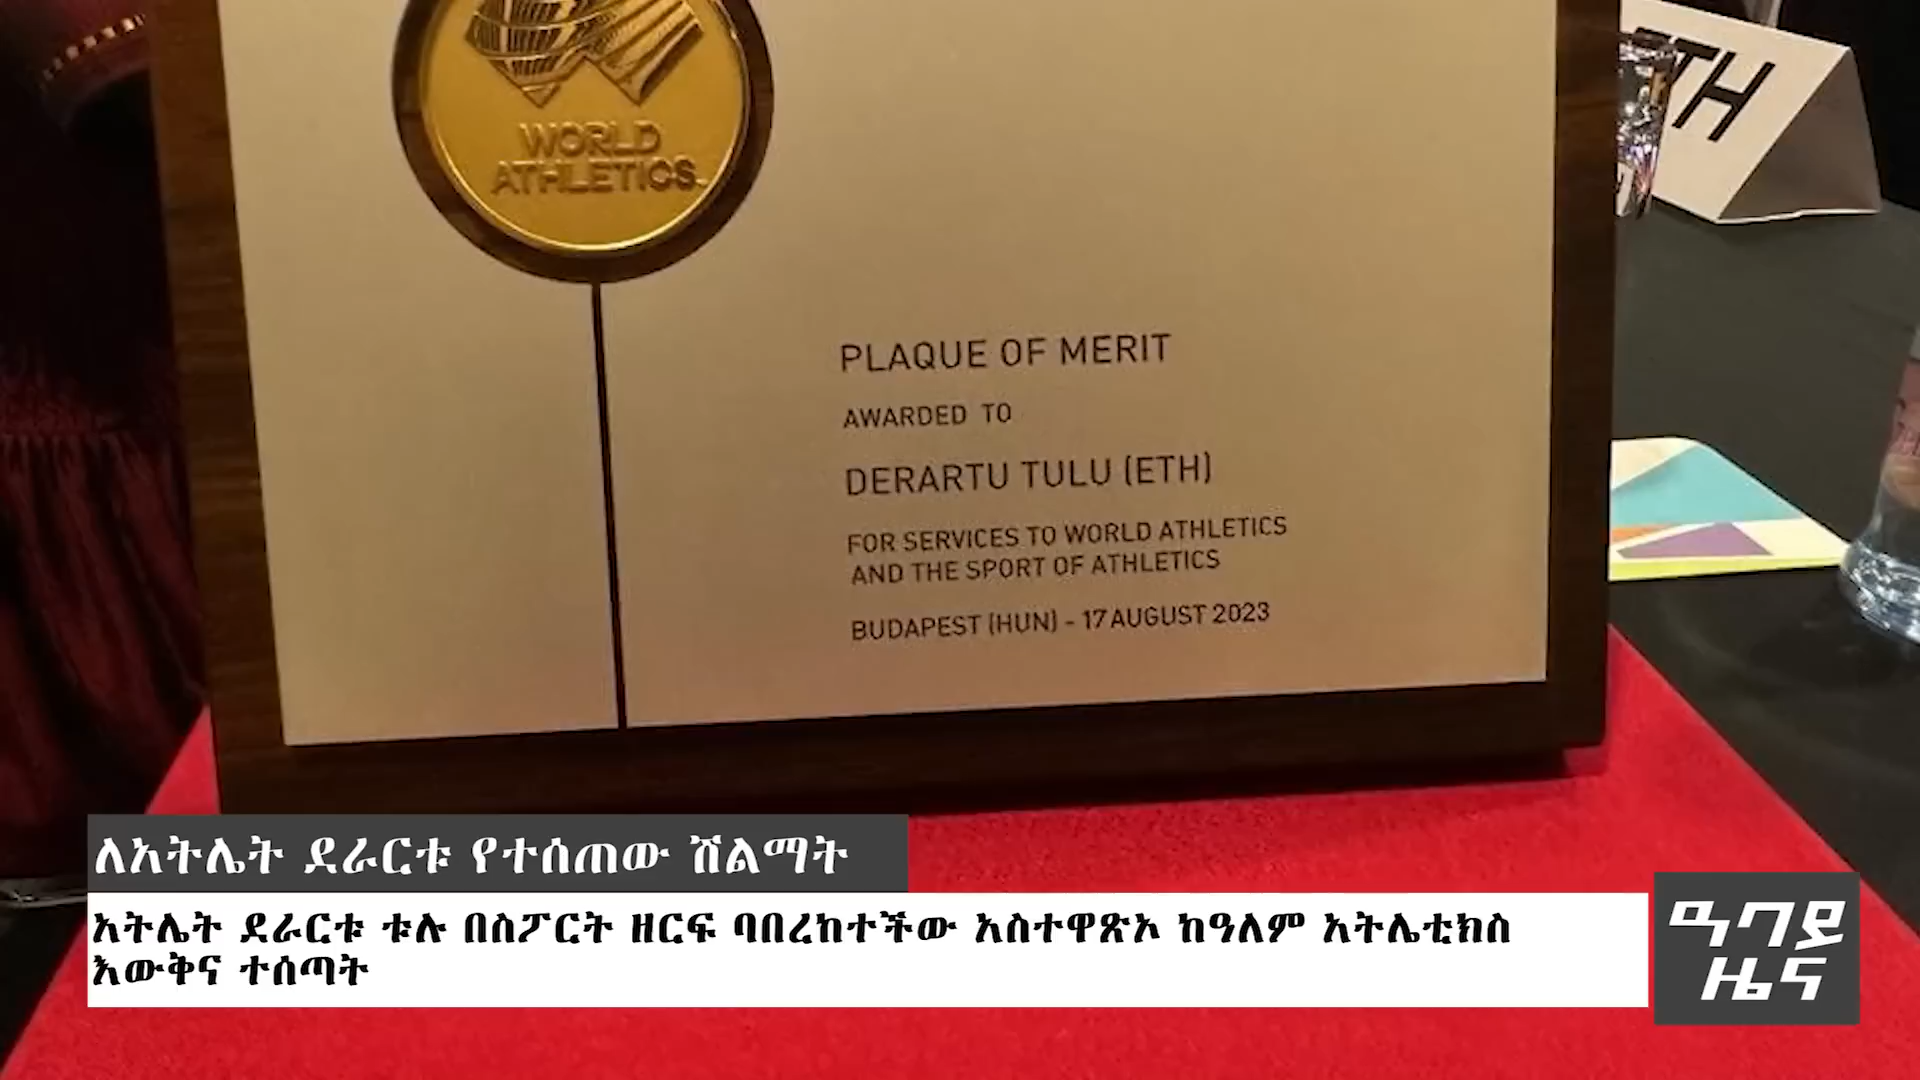 WORLD
ATHLETICS
ETH
PLAQUE OF MERIT
AWARDED TO
DERARTU TULU (ETH)
FOR SERVICES TO WORLD ATHLETICS
AND THE SPORT OF ATHLETICS
BUDAPEST (HUN) - 17 AUGUST 2023
ለአትሌት ደራርቱ የተሰጠው ሽልማት
አትሌት ደራርቱ ቱሉ በስፖርት ዘርፍ ባበረከተችው አስተዋጽኦ ከዓለም አትሌቲክስ
እውቅና ተሰጣት
ዓባይ
ዜና